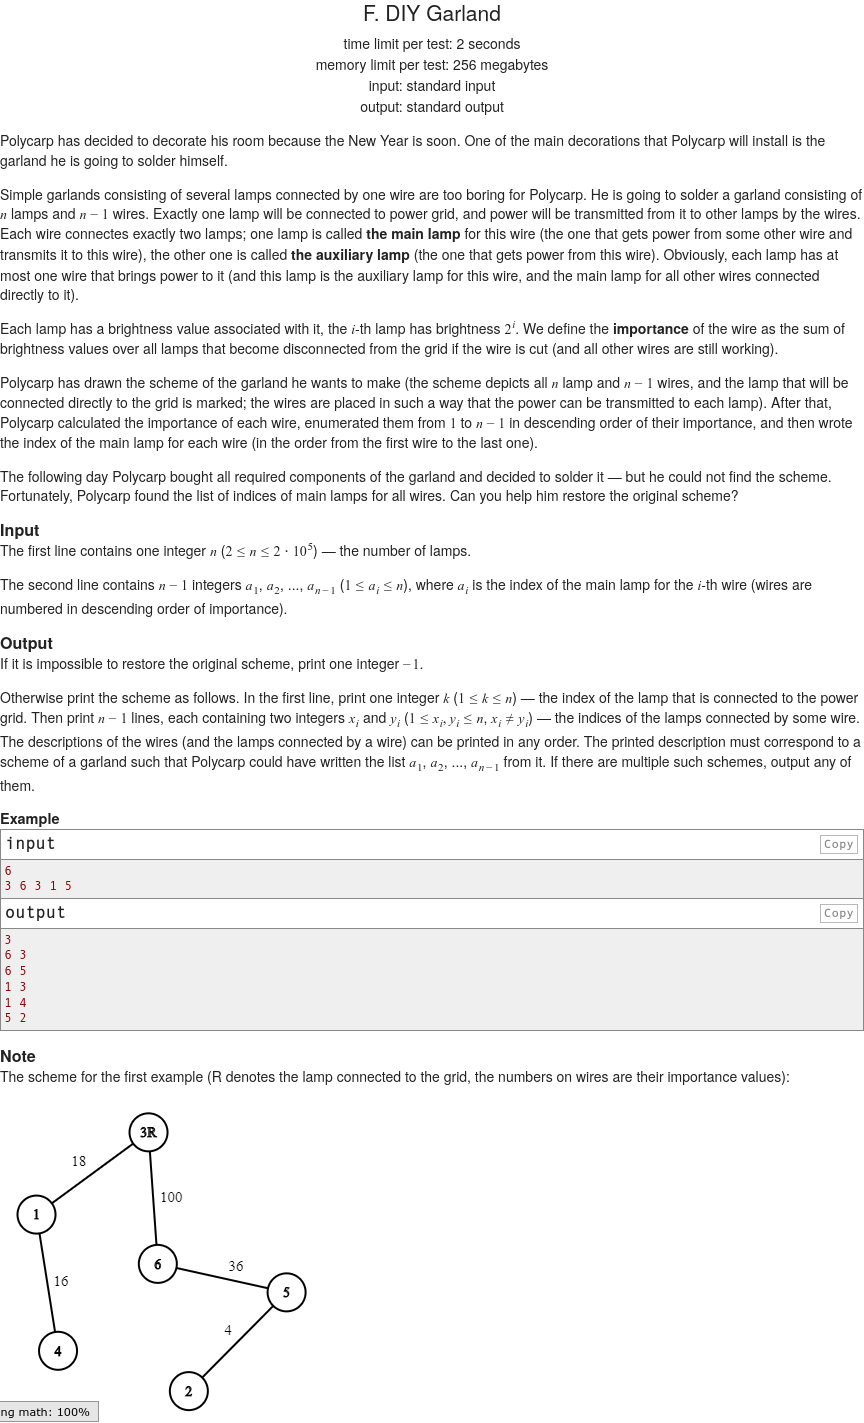 F. DIY Garland
time limit per test: 2 seconds
memory limit per test: 256 megabytes
input: standard input
output: standard output
Polycarp has decided to decorate his room because the New Year is soon. One of the main decorations that Polycarp will install is the
garland he is going to solder himself.
Simple garlands consisting of several lamps connected by one wire are too boring for Polycarp. He is going to solder a garland consisting of
n lamps and n − 1 wires. Exactly one lamp will be connected to power grid, and power will be transmitted from it to other lamps by the wires.
Each wire connectes exactly two lamps; one lamp is called the main lamp for this wire (the one that gets power from some other wire and
transmits it to this wire), the other one is called the auxiliary lamp (the one that gets power from this wire). Obviously, each lamp has at
most one wire that brings power to it (and this lamp is the auxiliary lamp for this wire, and the main lamp for all other wires connected
directly to it).
Each lamp has a brightness value associated with it, the i-th lamp has brightness 2^i. We define the importance of the wire as the sum of
brightness values over all lamps that become disconnected from the grid if the wire is cut (and all other wires are still working).
Polycarp has drawn the scheme of the garland he wants to make (the scheme depicts all n lamp and n − 1 wires, and the lamp that will be
connected directly to the grid is marked; the wires are placed in such a way that the power can be transmitted to each lamp). After that,
Polycarp calculated the importance of each wire, enumerated them from 1 to n − 1 in descending order of their importance, and then wrote
the index of the main lamp for each wire (in the order from the first wire to the last one).
The following day Polycarp bought all required components of the garland and decided to solder it — but he could not find the scheme.
Fortunately, Polycarp found the list of indices of main lamps for all wires. Can you help him restore the original scheme?
Input
The first line contains one integer n (2 ≤ n ≤ 2 · 10^5) — the number of lamps.
The second line contains n − 1 integers a_1, a_2, ..., a_{n − 1} (1 ≤ a_i ≤ n), where a_i is the index of the main lamp for the i-th wire (wires are
numbered in descending order of importance).
Output
If it is impossible to restore the original scheme, print one integer −1.
Otherwise print the scheme as follows. In the first line, print one integer k (1 ≤ k ≤ n) — the index of the lamp that is connected to the power
grid. Then print n − 1 lines, each containing two integers x_i and y_i (1 ≤ x_i, y_i ≤ n, x_i ≠ y_i) — the indices of the lamps connected by some wire.
The descriptions of the wires (and the lamps connected by a wire) can be printed in any order. The printed description must correspond to a
scheme of a garland such that Polycarp could have written the list a_1, a_2, ..., a_{n − 1} from it. If there are multiple such schemes, output any of
them.
Example
input
Copy
6
3 6 3 1 5
output
Copy
3
6 3
6 5
1 3
1 4
5 2
Note
The scheme for the first example (R denotes the lamp connected to the grid, the numbers on wires are their importance values):
3R
18
100
1
6
36
5
16
4
4
2
ng math: 100%